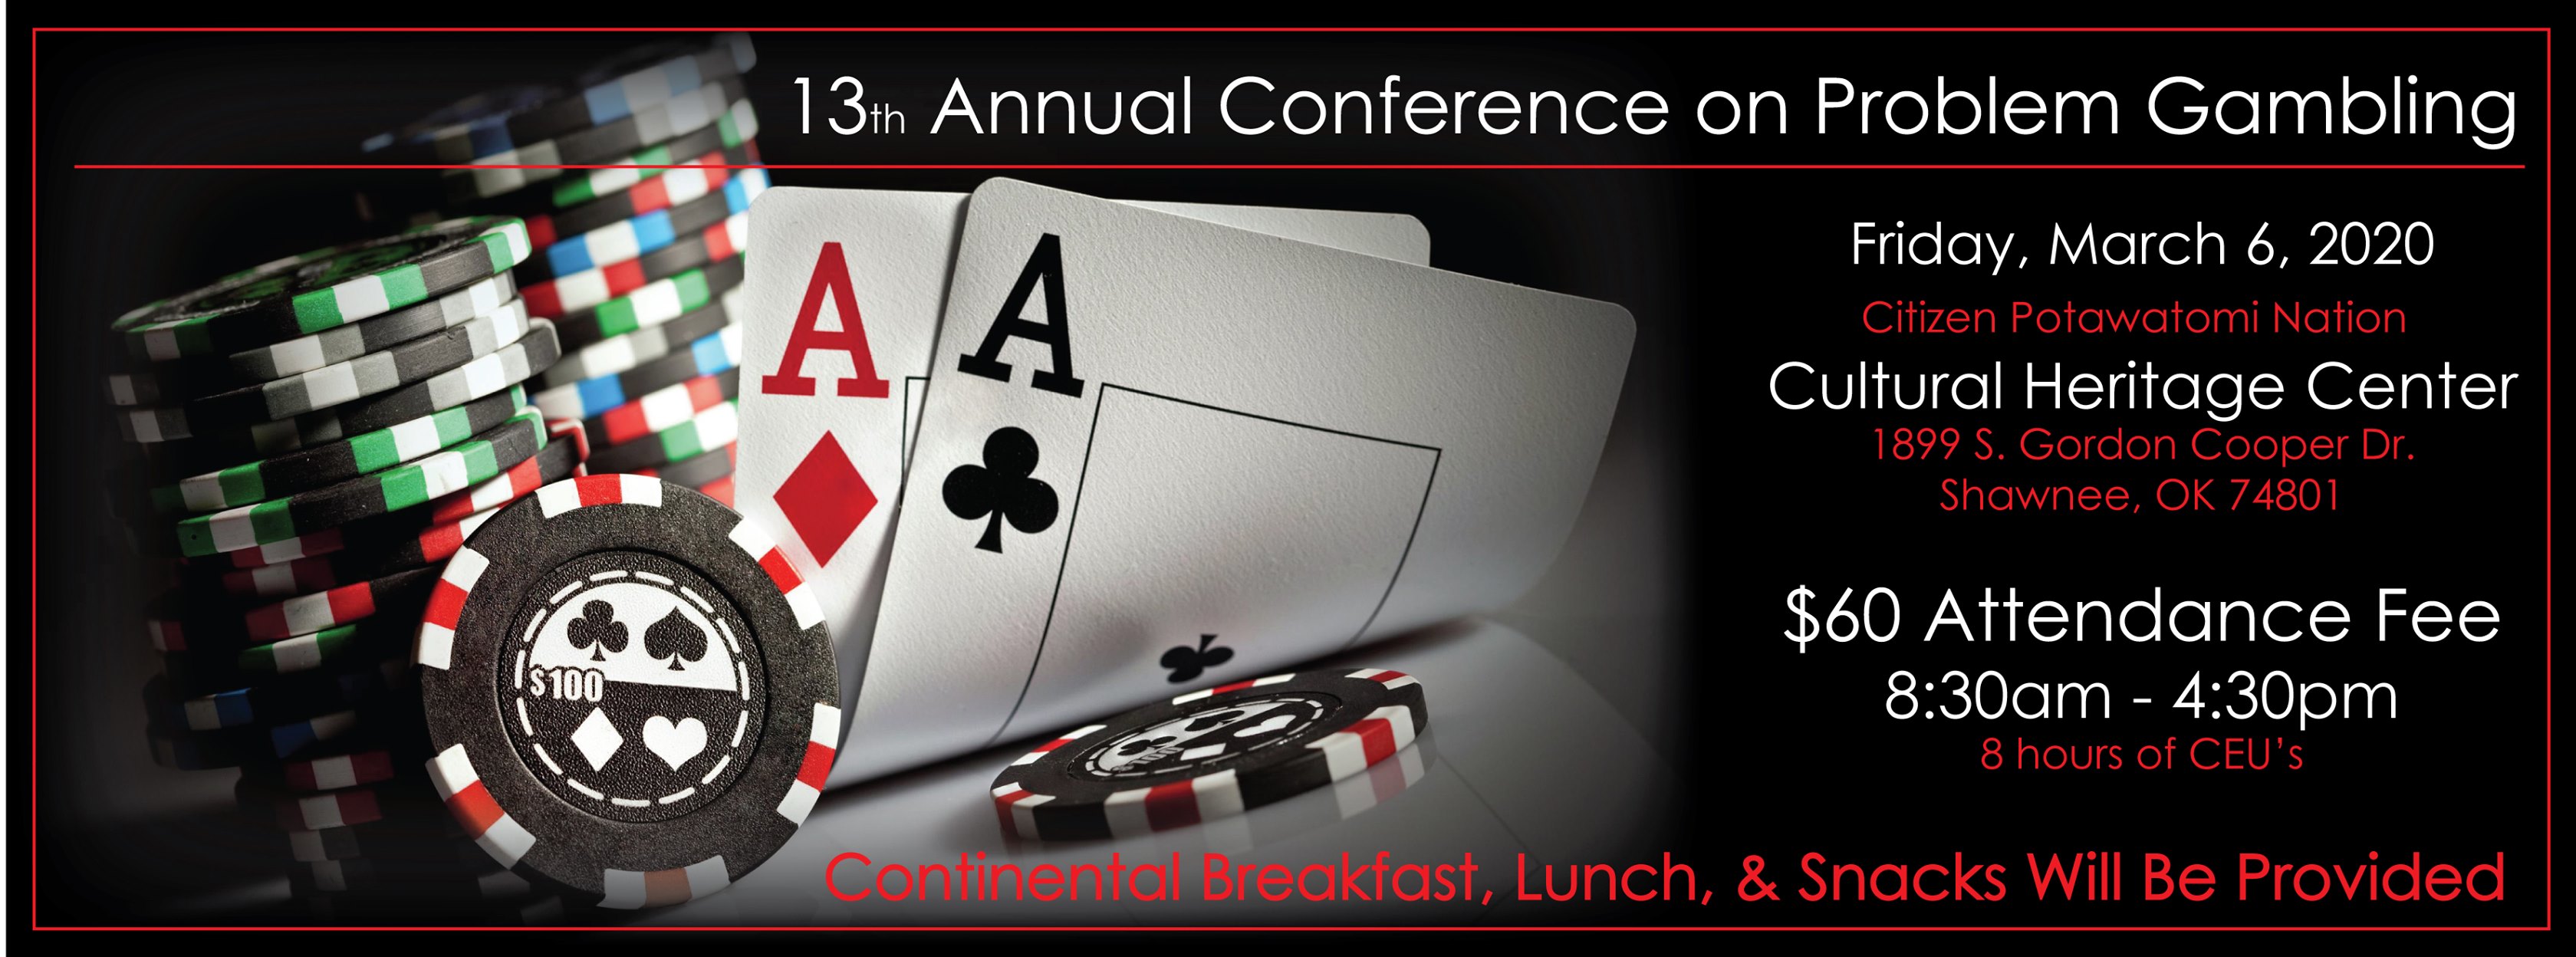 13th Annual Conference on Problem Gambling
Friday, March 6, 2020
Citizen Potawatomi Nation
Cultural Heritage Center
1899 S. Gordon Cooper Dr.
Shawnee, OK 74801
$60 Attendance Fee
8:30am - 4:30pm
8 hours of CEU's
Continental Breakfast, Lunch, & Snacks Will Be Provided
A
A
$100
$100